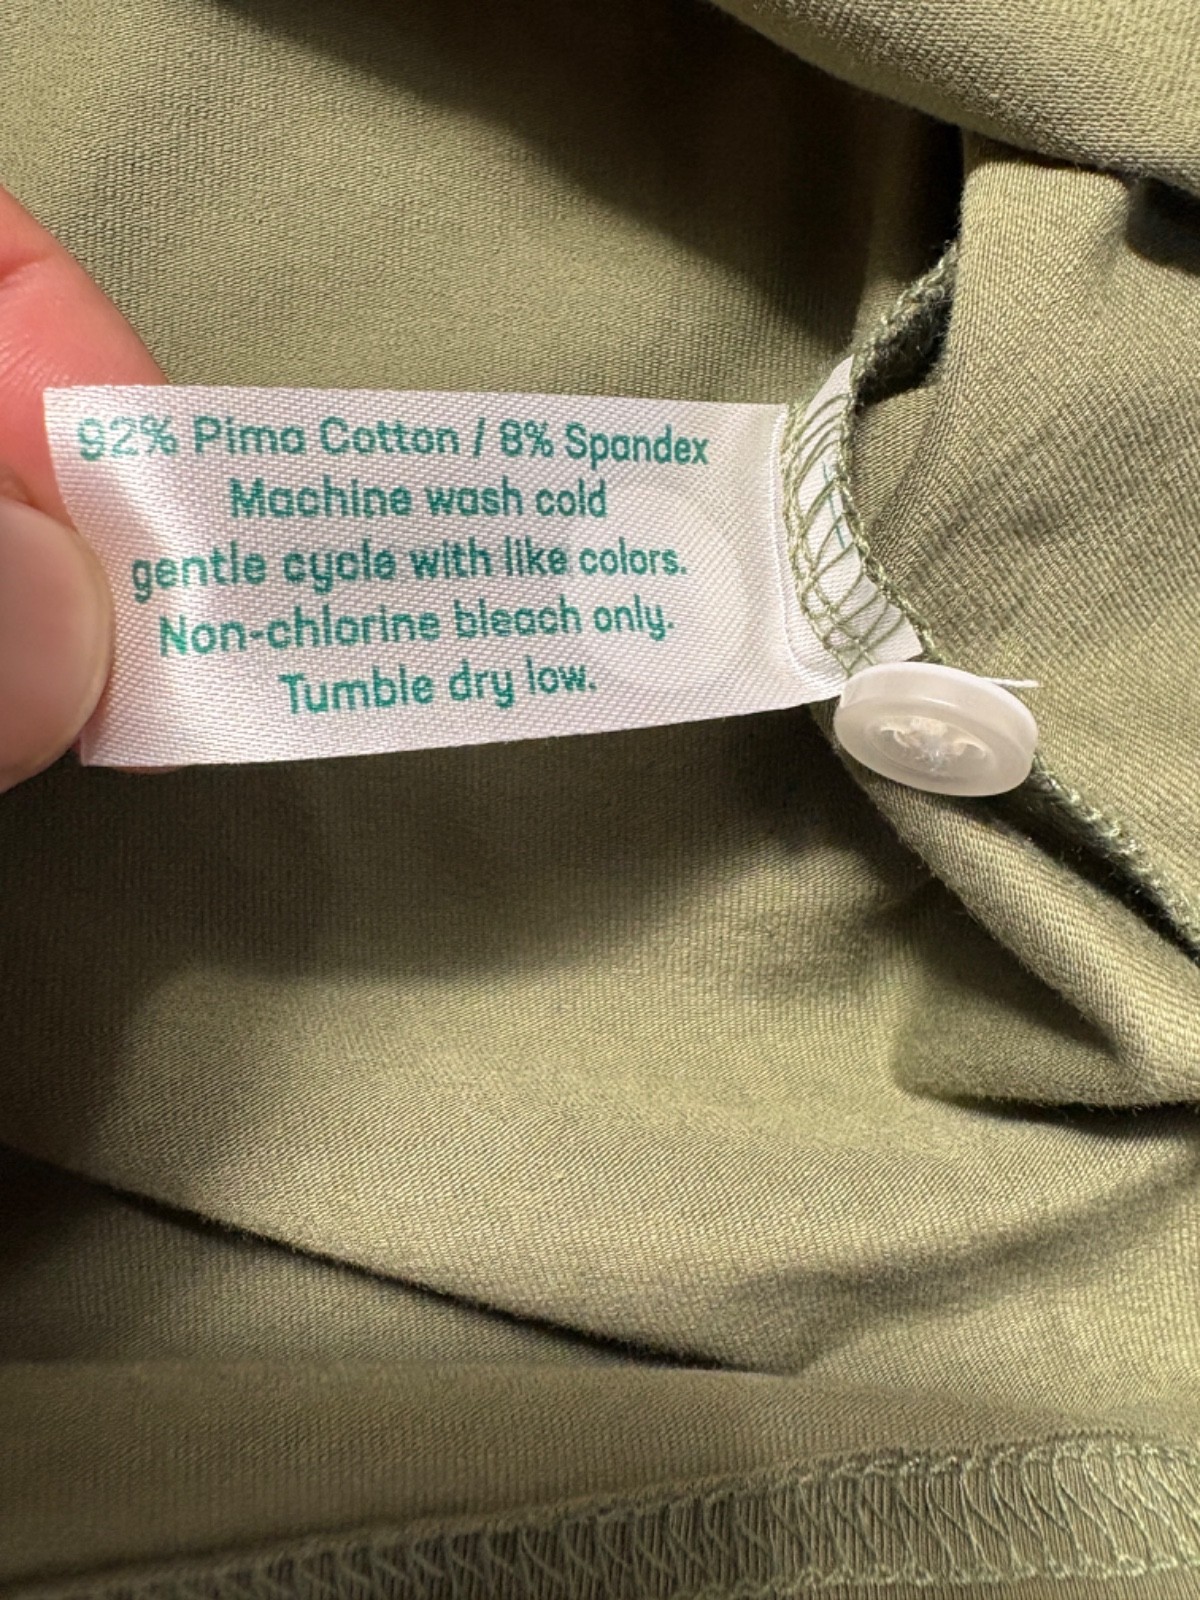 92% Pima Cotton / 8% Spandex
Machine wash cold
gentle cycle with like colors.
Non-chlorine bleach only.
Tumble dry low.